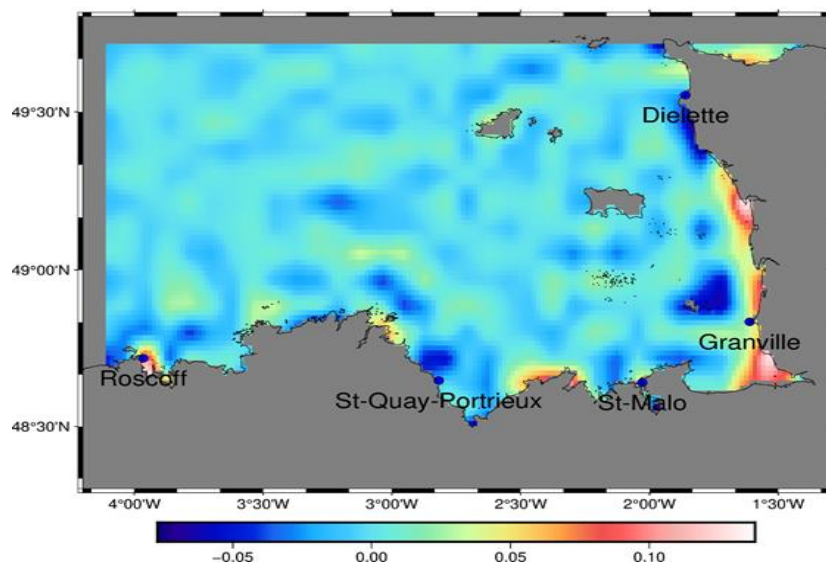 49°30'N
Dielette
49°00'N
Granville
Roscoff
St-Quay-Portrieux
St-Malo
48°30'N
4°00'W 3°30'W 3°00'W 2°30'W 2°00'W 1°30'W
−0.05 0.00 0.05 0.10